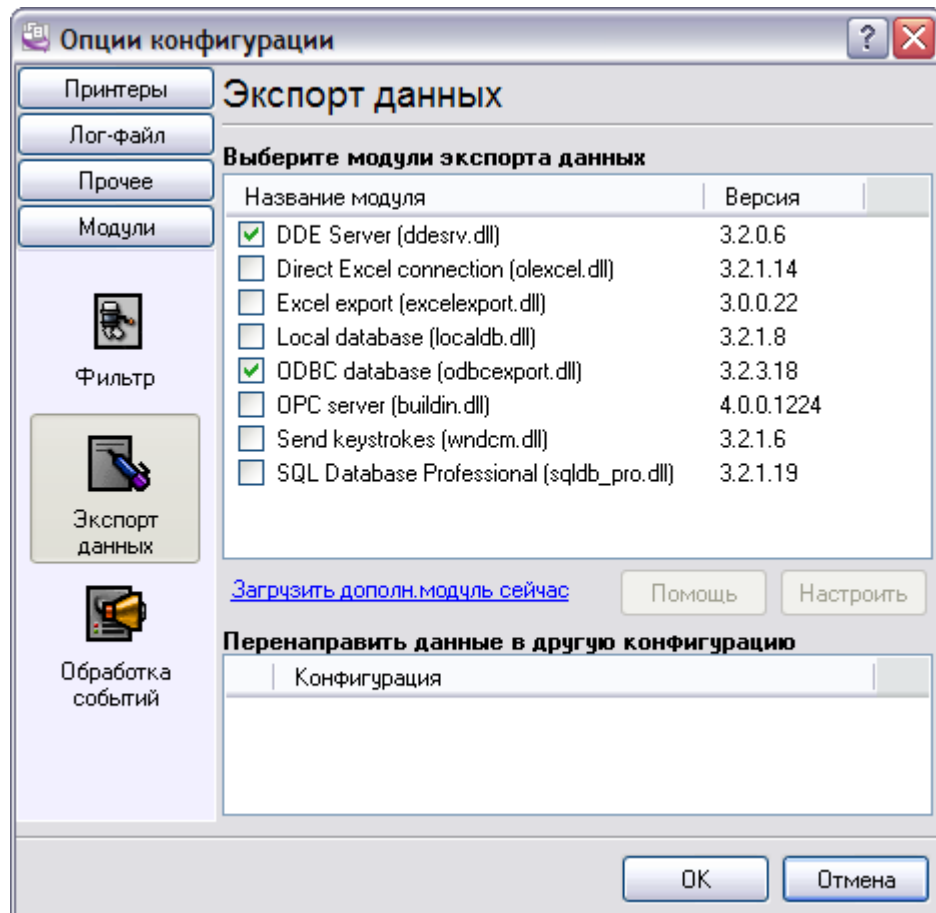 Опции конфигурации
Принтеры
Лог-файл
Прочее
Модули
Фильтр
Экспорт
данных
Обработка
событий
Экспорт данных
Выберите модули экспорта данных
Название модуля Версия
DDE Server (ddesrv.dll) 3.2.0.6
Direct Excel connection (olexcel.dll) 3.2.1.14
Excel export (excelexport.dll) 3.0.0.22
Local database (localdb.dll) 3.2.1.8
ODBC database (odbcexport.dll) 3.2.3.18
OPC server (buildin.dll) 4.0.0.1224
Send keystrokes (wndcm.dll) 3.2.1.6
SQL Database Professional (sqldb_pro.dll) 3.2.1.19
Загрузить дополн.модуль сейчас Помощь Настроить
Перенаправить данные в другую конфигурацию
Конфигурация
OK Отмена